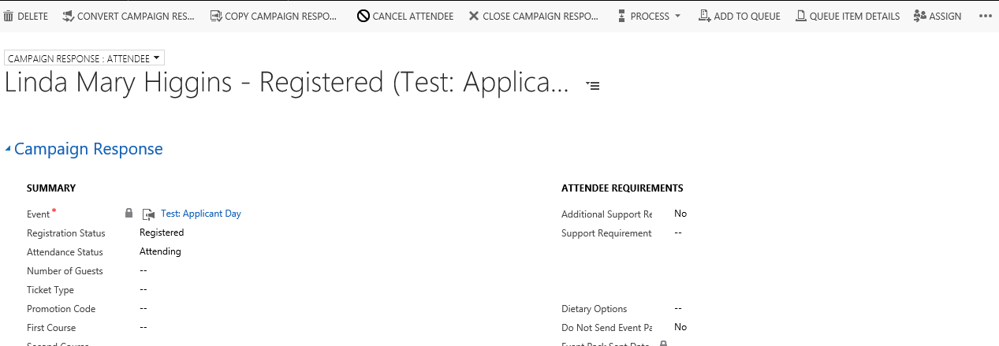 DELETE CONVERT CAMPAIGN RES... COPY CAMPAIGN RESPO... CANCEL ATTENDEE CLOSE CAMPAIGN RESPO... PROCESS ADD TO QUEUE QUEUE ITEM DETAILS ASSIGN ...
CAMPAIGN RESPONSE : ATTENDEE
Linda Mary Higgins - Registered (Test: Applica...
Campaign Response
SUMMARY
Event*
Test: Applicant Day
Registration Status Registered
Attendance Status Attending
Number of Guests --
Ticket Type --
Promotion Code --
First Course --
Second Course
ATTENDEE REQUIREMENTS
Additional Support Re No
Support Requirement --
Dietary Options --
Do Not Send Event Pa No
Event Pack Sent Date